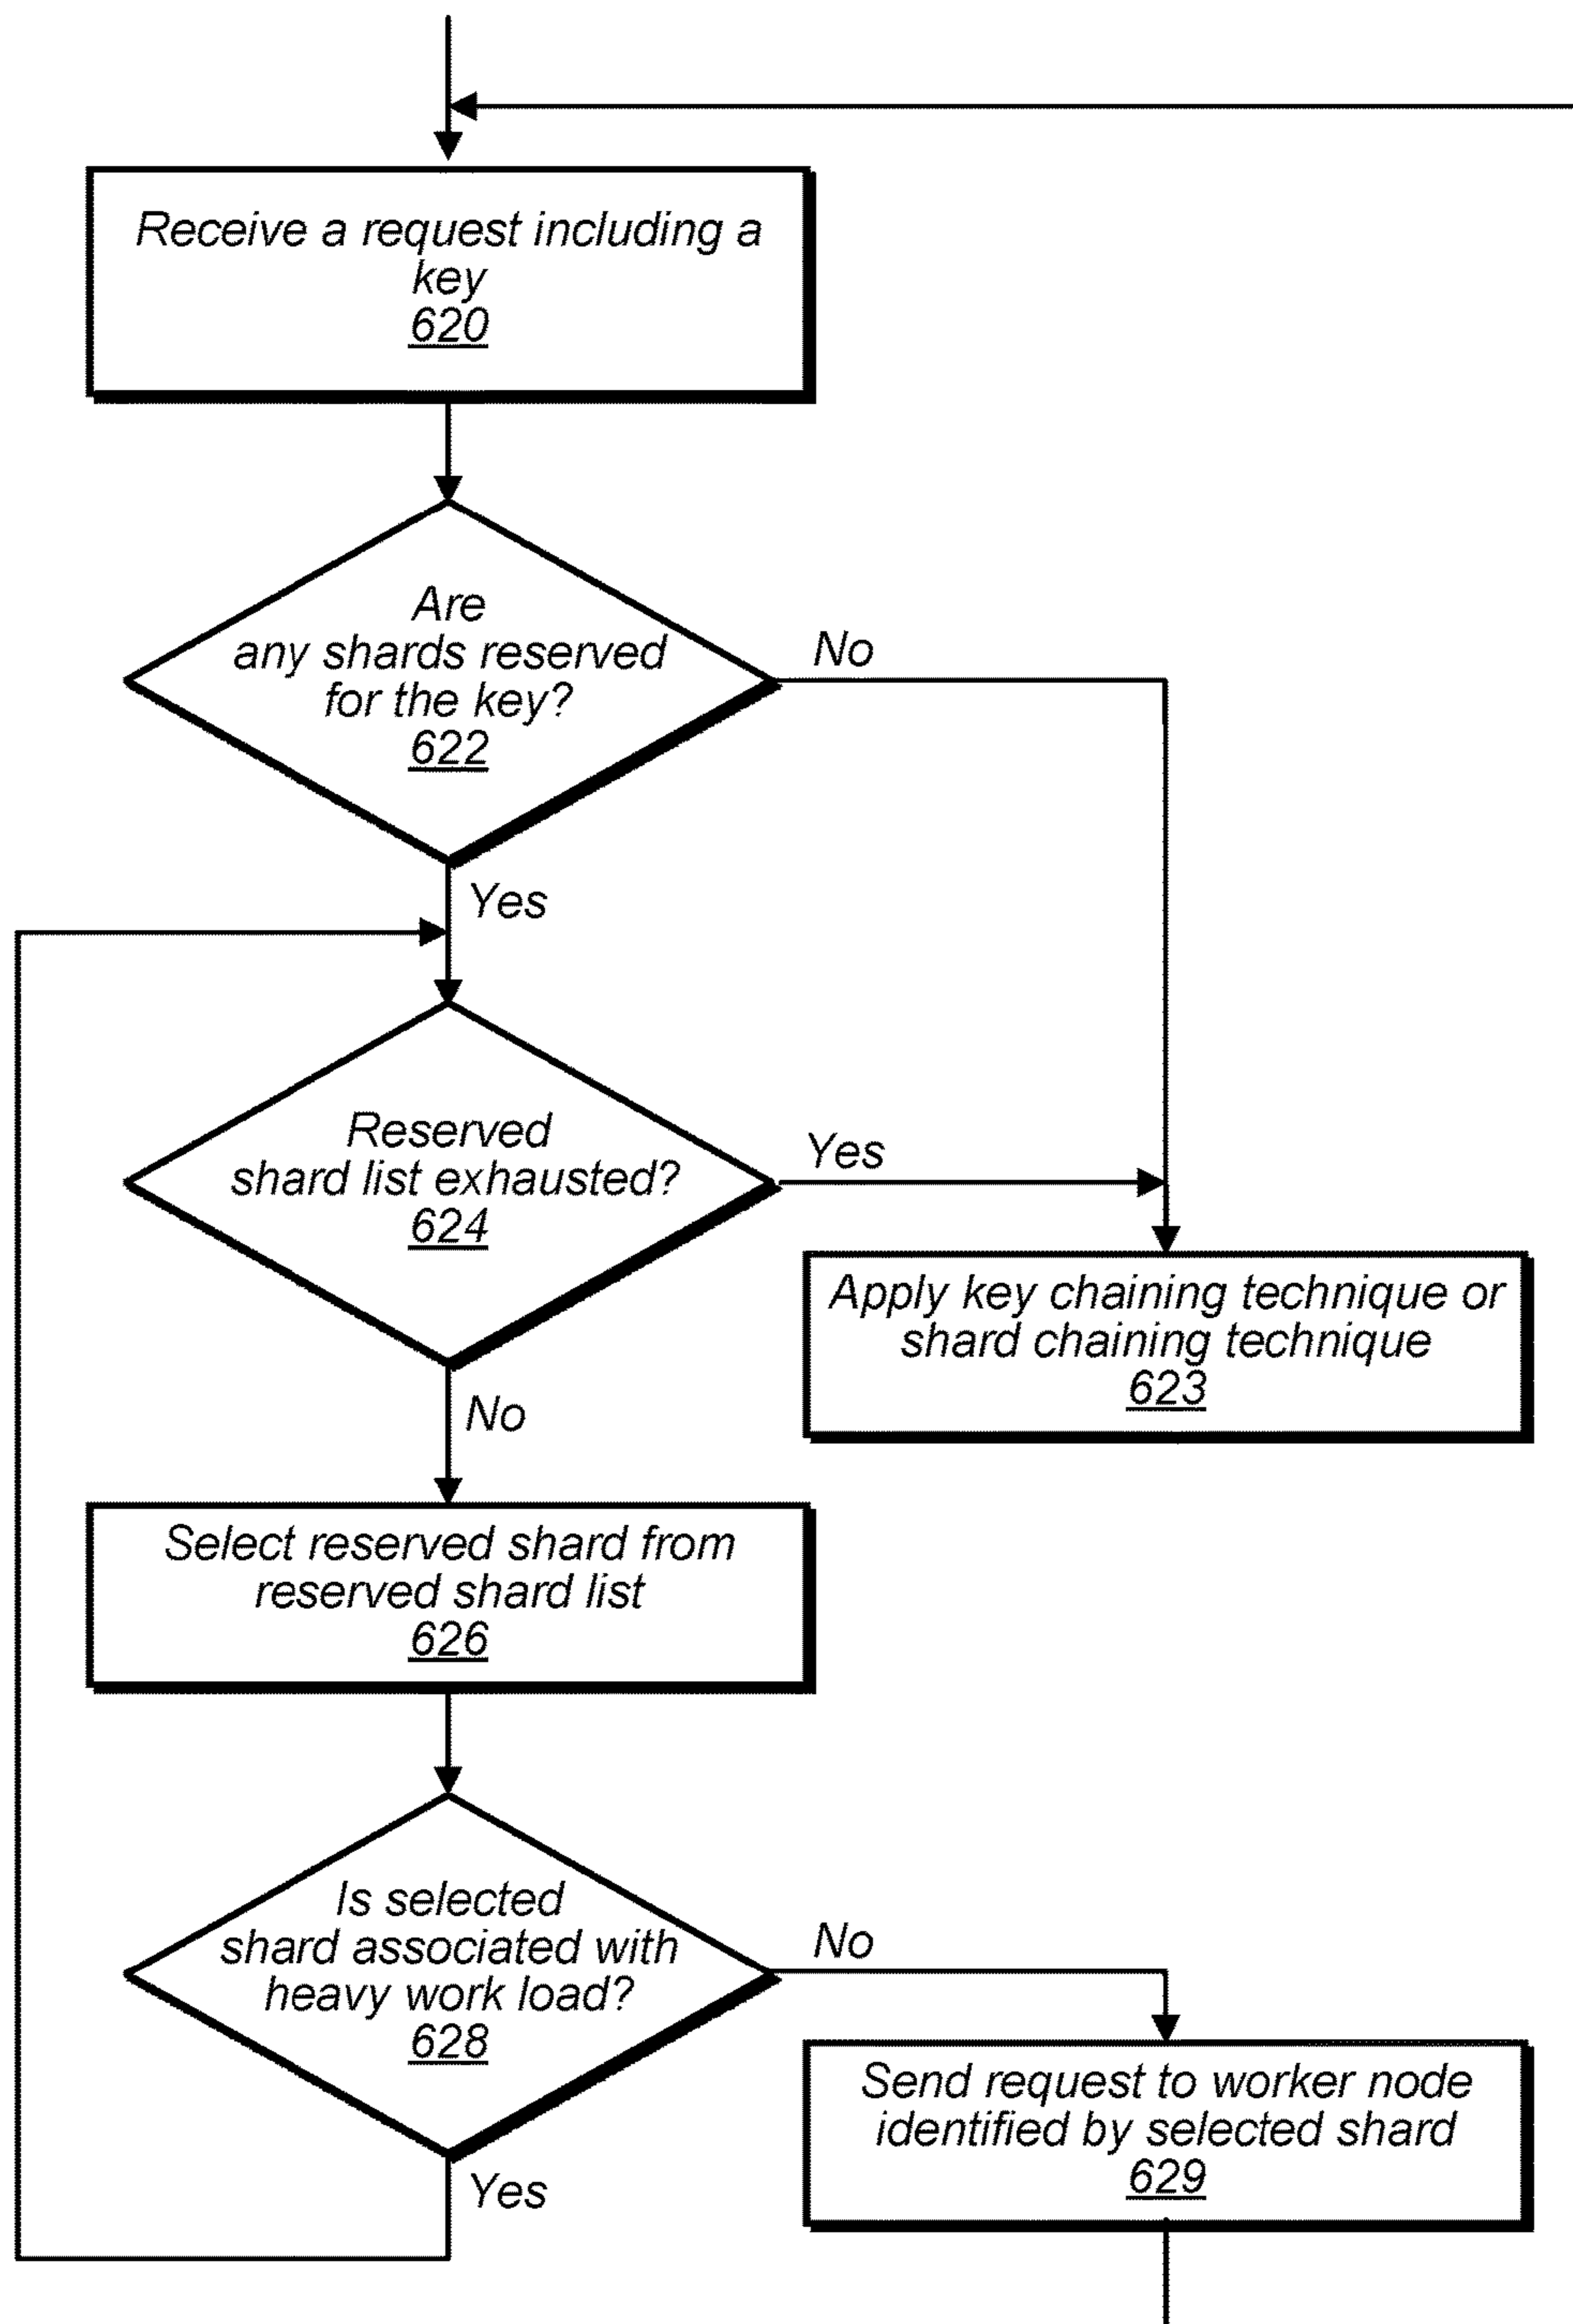 Receive a request including a
key
620
Are
any shards reserved
for the key?
622
No
Yes
Reserved
shard list exhausted?
624
Yes
No
Apply key chaining technique or
shard chaining technique
623
Select reserved shard from
reserved shard list
626
Is selected
shard associated with
heavy work load?
628
No
Yes
Send request to worker node
identified by selected shard
629